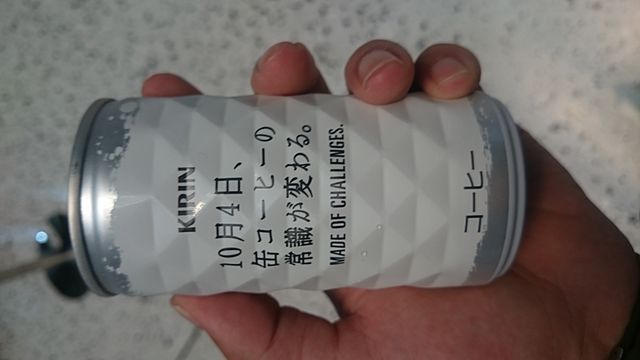 KIRIN
10月4日、
缶コーヒーの
常識が変わる。
MADE OF CHALLENGES.
コーヒー